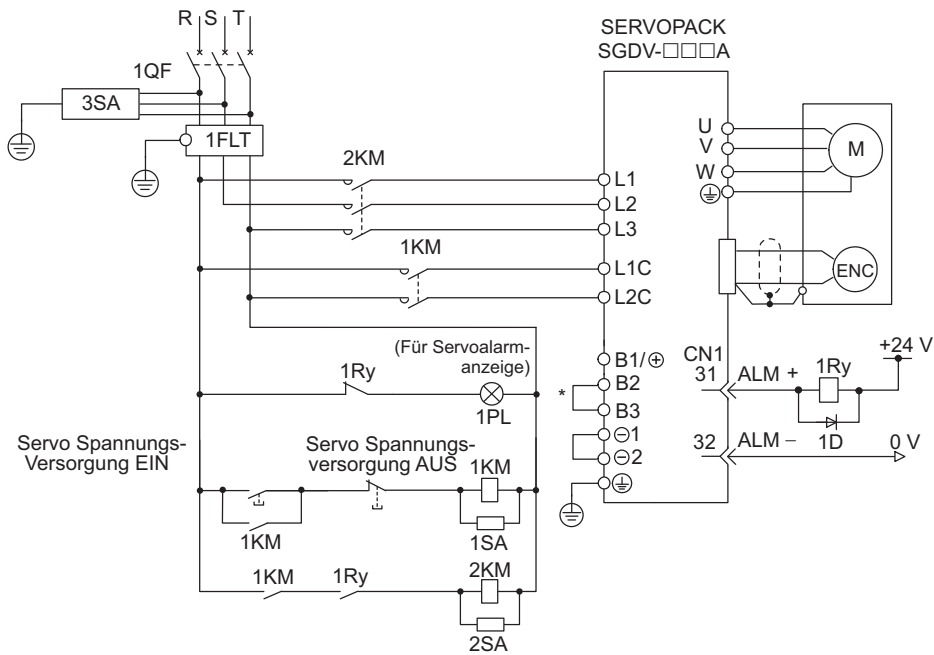 R S T
SERVOPACK
SGDV-□□□A
1QF
3SA
1FLT
2KM
U
V
W
M
L1
L2
L3
1KM
L1C
L2C
ENC
(Für Servoalarm-
anzeige)
1Ry
1PL
B1/⊕
B2
*
B3
⊖1
⊖2
CN1
+24 V
31 ALM + 1Ry
1D
32 ALM – 0 V
Servo Spannungs-
Versorgung EIN
Servo Spannungs-
versorgung AUS
1KM
1KM
1SA
1KM 1Ry 2KM
2SA